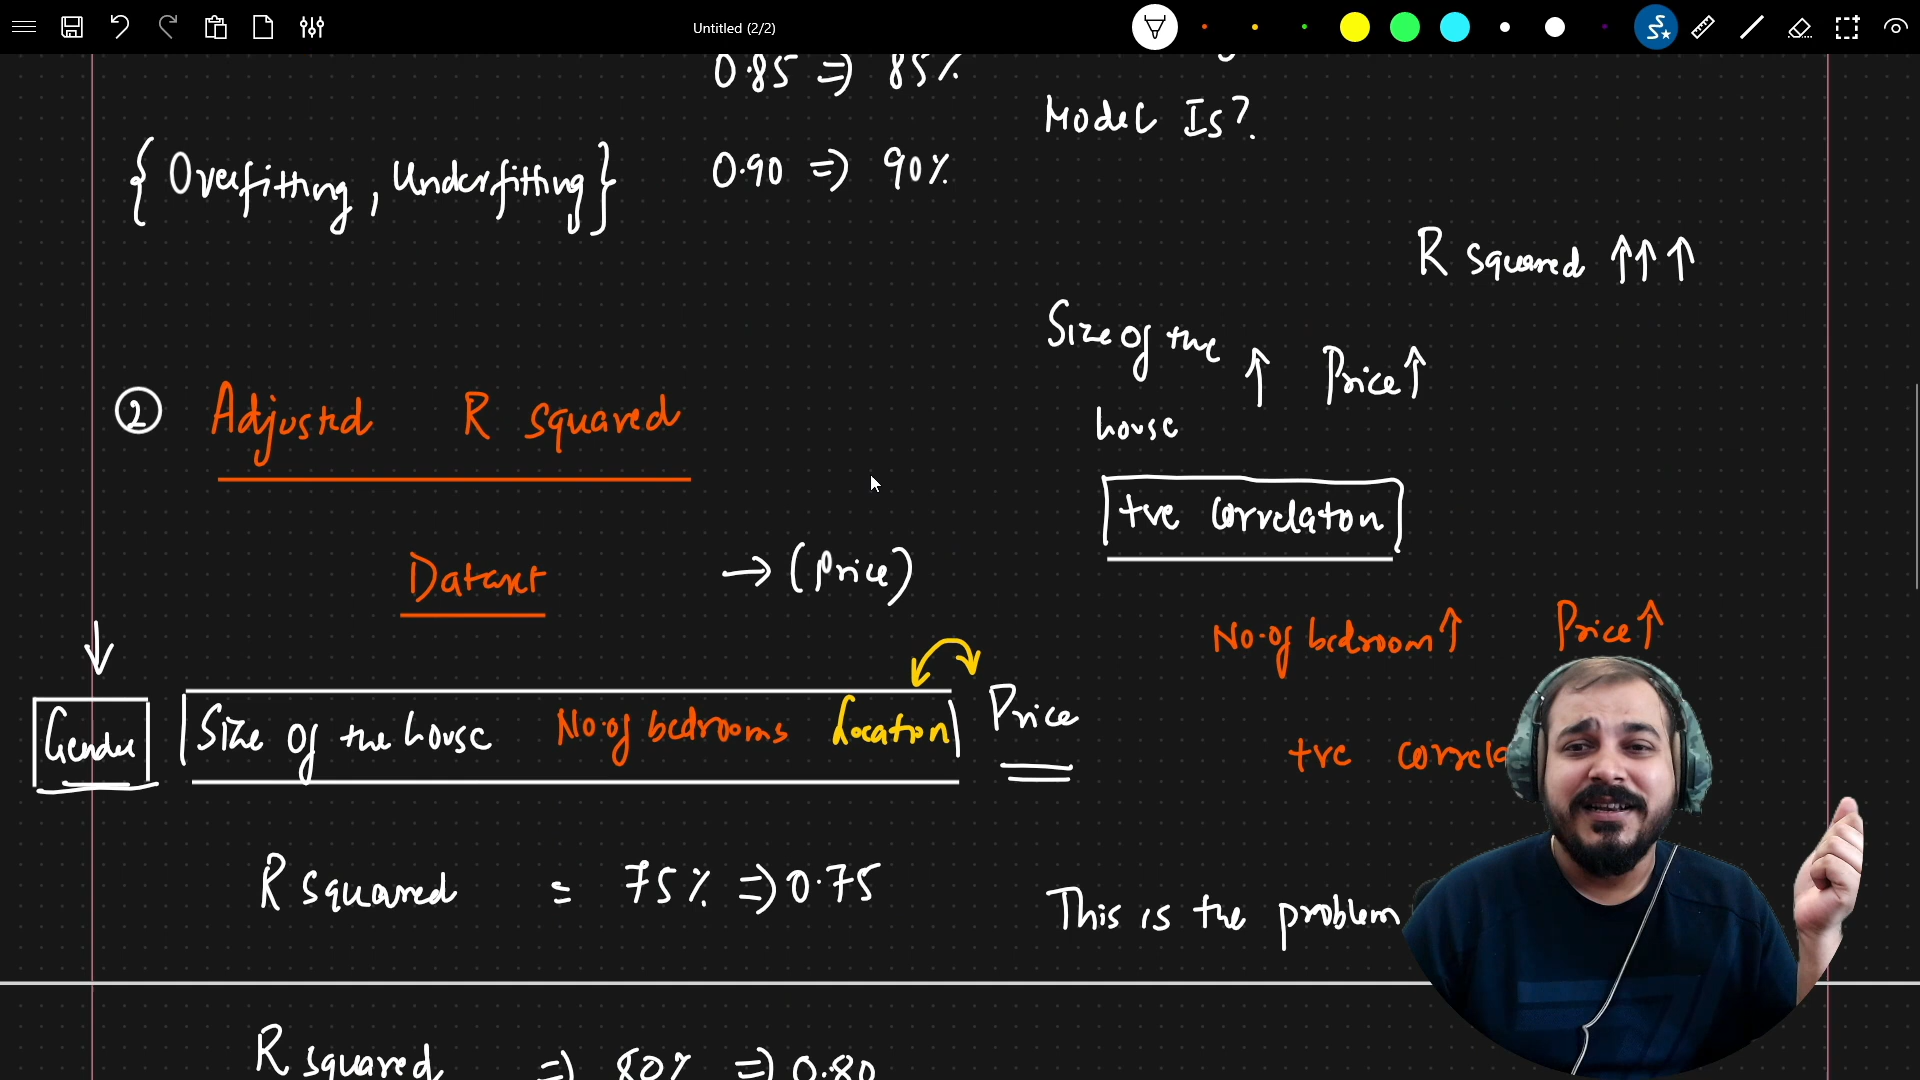 Untitled (2/2)
0.85 => 85%
Model Is?
{Overfitting, Underfitting}
0.90 => 90%
R squared ↑↑↑
Size of the house ↑ Price ↑
② Adjusted R squared
+ve correlaton
Dataset → (Price)
No. of bedroom ↑ Price ↑
Gender Size of the house No. of bedrooms Location Price
+ve
R squared = 75% => 0.75
This is the problem
R squared => 80% => 0.80